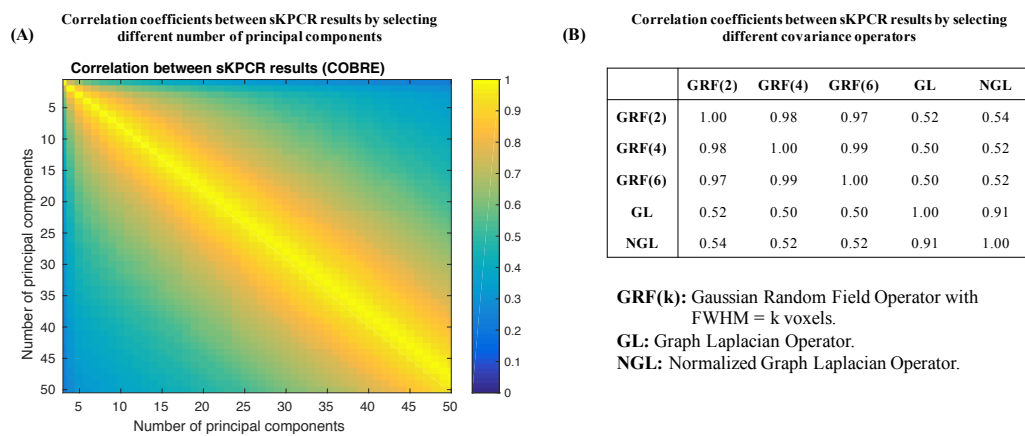 (A)
Correlation coefficients between sKPCR results by selecting
different number of principal components
Correlation between sKPCR results (COBRE)
Number of principal components
5
10
15
20
25
30
35
40
45
50
5 10 15 20 25 30 35 40 45 50
Number of principal components
1
0.9
0.8
0.7
0.6
0.5
0.4
0.3
0.2
0.1
0
(B)
Correlation coefficients between sKPCR results by selecting
different covariance operators
GRF(2) GRF(4) GRF(6) GL NGL
GRF(2) 1.00 0.98 0.97 0.52 0.54
GRF(4) 0.98 1.00 0.99 0.50 0.52
GRF(6) 0.97 0.99 1.00 0.50 0.52
GL 0.52 0.50 0.50 1.00 0.91
NGL 0.54 0.52 0.52 0.91 1.00
GRF(k): Gaussian Random Field Operator with
FWHM = k voxels.
GL: Graph Laplacian Operator.
NGL: Normalized Graph Laplacian Operator.